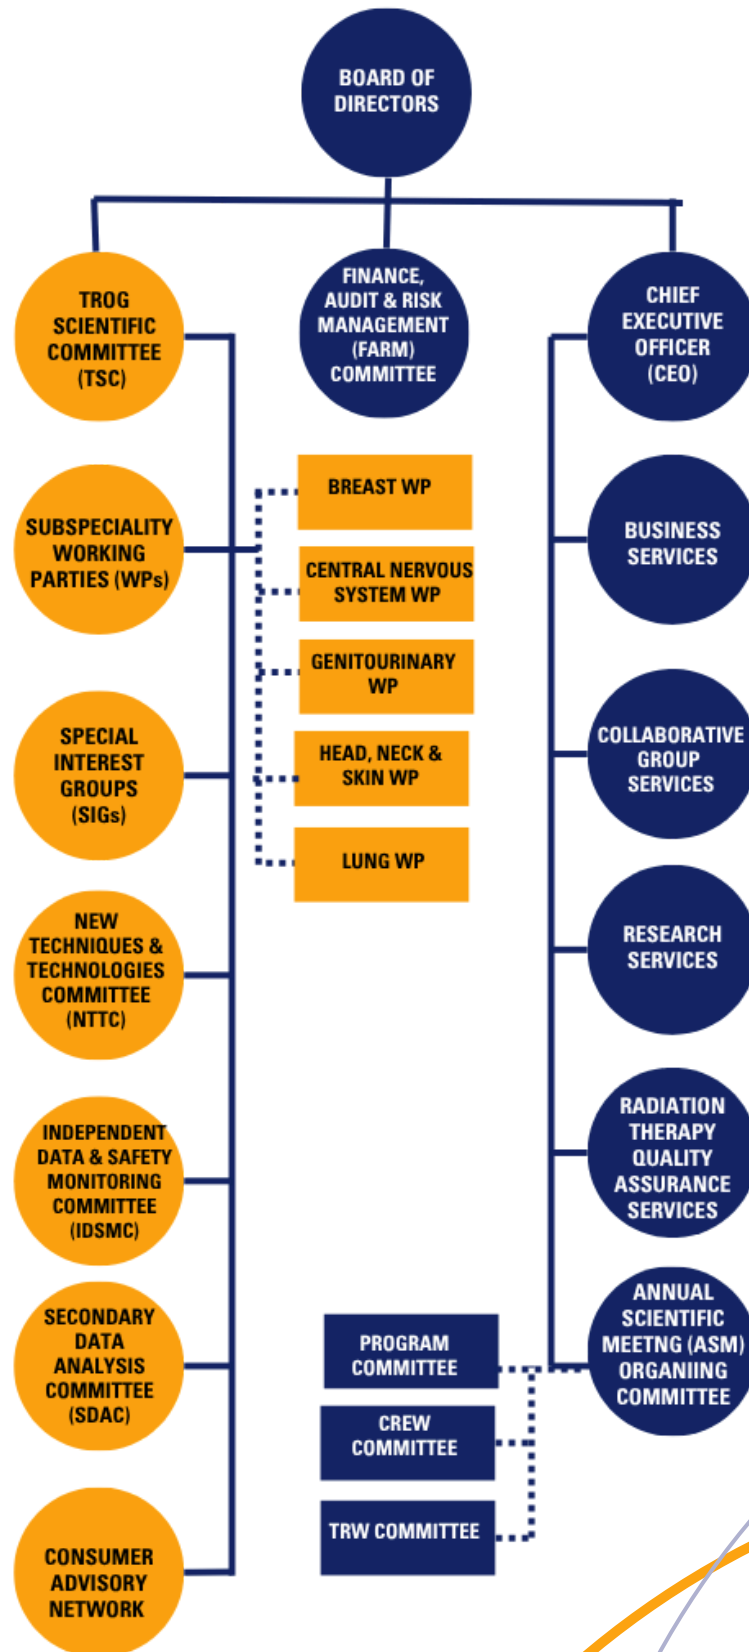 BOARD OF
DIRECTORS
TROG
SCIENTIFIC
COMMITTEE
(TSC)
FINANCE,
AUDIT & RISK
MANAGEMENT
(FARM)
COMMITTEE
CHIEF
EXECUTIVE
OFFICER
(CEO)
SUBSPECIALITY
WORKING
PARTIES (WPs)
BREAST WP
CENTRAL NERVOUS
SYSTEM WP
GENITOURINARY
WP
HEAD, NECK &
SKIN WP
LUNG WP
BUSINESS
SERVICES
SPECIAL
INTEREST
GROUPS
(SIGs)
COLLABORATIVE
GROUP
SERVICES
NEW
TECHNIQUES &
TECHNOLOGIES
COMMITTEE
(NTTC)
RESEARCH
SERVICES
INDEPENDENT
DATA & SAFETY
MONITORING
COMMITTEE
(IDSMC)
RADIATION
THERAPY
QUALITY
ASSURANCE
SERVICES
SECONDARY
DATA
ANALYSIS
COMMITTEE
(SDAC)
PROGRAM
COMMITTEE
CREW
COMMITTEE
TRW COMMITTEE
ANNUAL
SCIENTIFIC
MEETNG (ASM)
ORGANIING
COMMITTEE
CONSUMER
ADVISORY
NETWORK